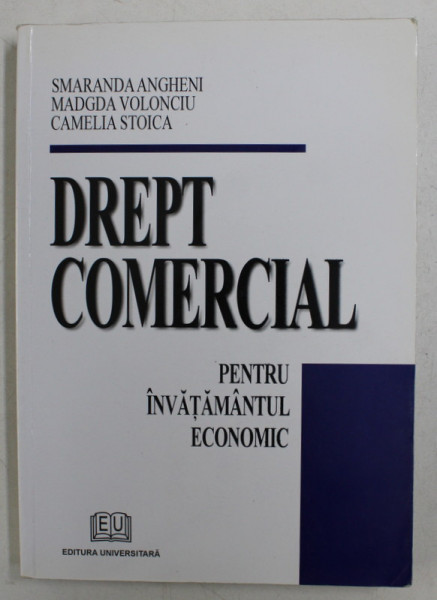 SMARANDA ANGHENI
MADGDA VOLONCIU
CAMELIA STOICA
DREPT
COMERCIAL
PENTRU
ÎNVĂȚĂMÂNTUL
ECONOMIC
EU
EDITURA UNIVERSITARĂ